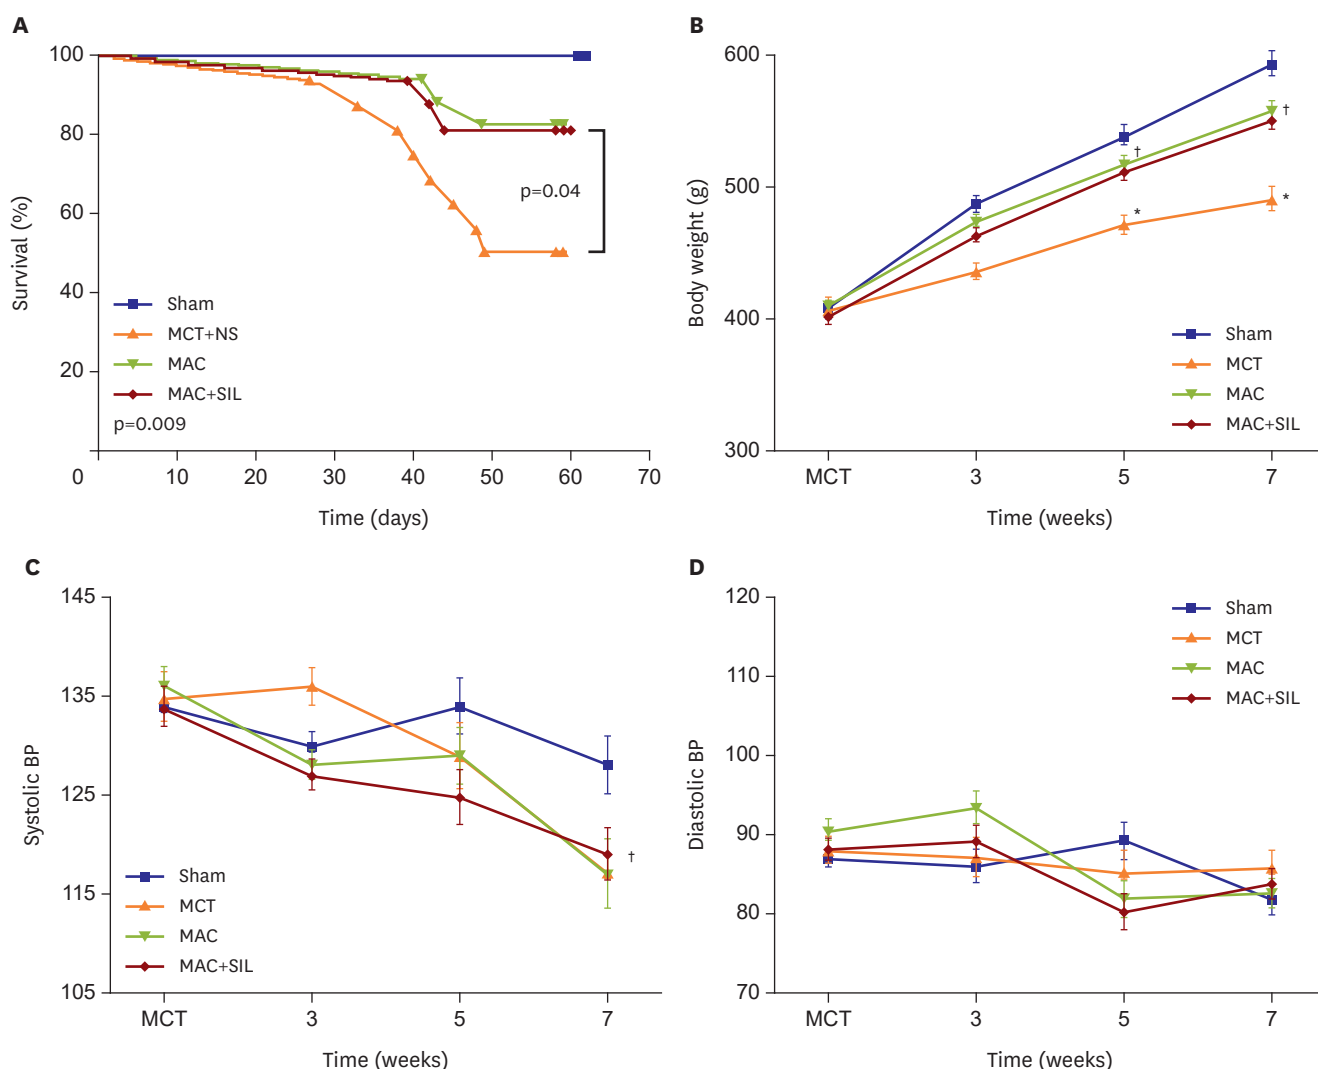 A
100
80
60
40
20
0
10
20
30
40
50
60
70
Survival (%)
Time (days)
p=0.04
Sham
MCT+NS
MAC
MAC+SIL
p=0.009
B
600
500
400
300
MCT
3
5
7
Body weight (g)
Time (weeks)
†
*
†
*
Sham
MCT
MAC
MAC+SIL
C
145
135
125
115
105
MCT
3
5
7
Systolic BP
Time (weeks)
†
Sham
MCT
MAC
MAC+SIL
D
120
110
100
90
80
70
MCT
3
5
7
Diastolic BP
Time (weeks)
Sham
MCT
MAC
MAC+SIL